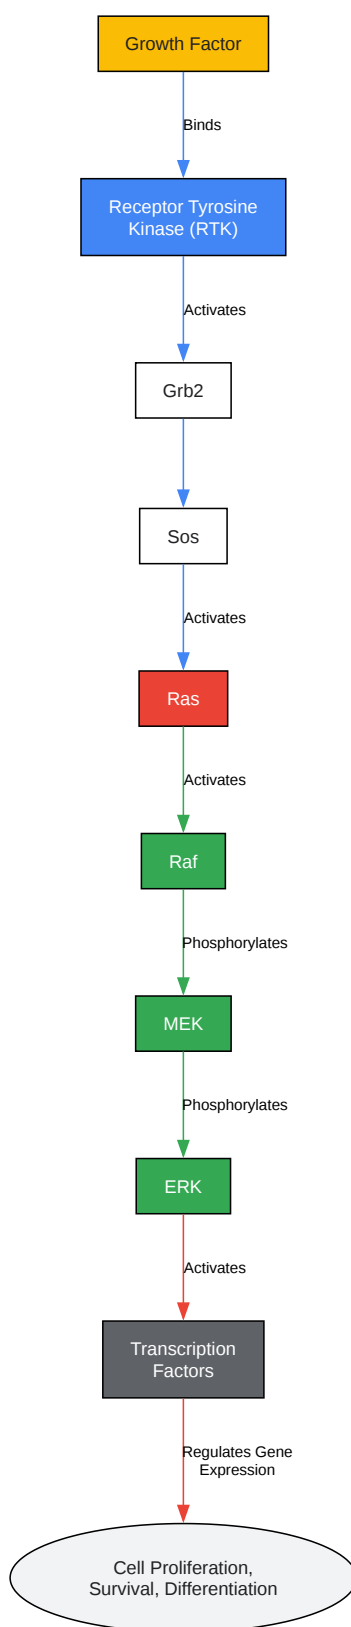 Growth Factor
Binds
Receptor Tyrosine
Kinase (RTK)
Activates
Grb2
Sos
Activates
Ras
Activates
Raf
Phosphorylates
MEK
Phosphorylates
ERK
Activates
Transcription
Factors
Regulates Gene
Expression
Cell Proliferation,
Survival, Differentiation